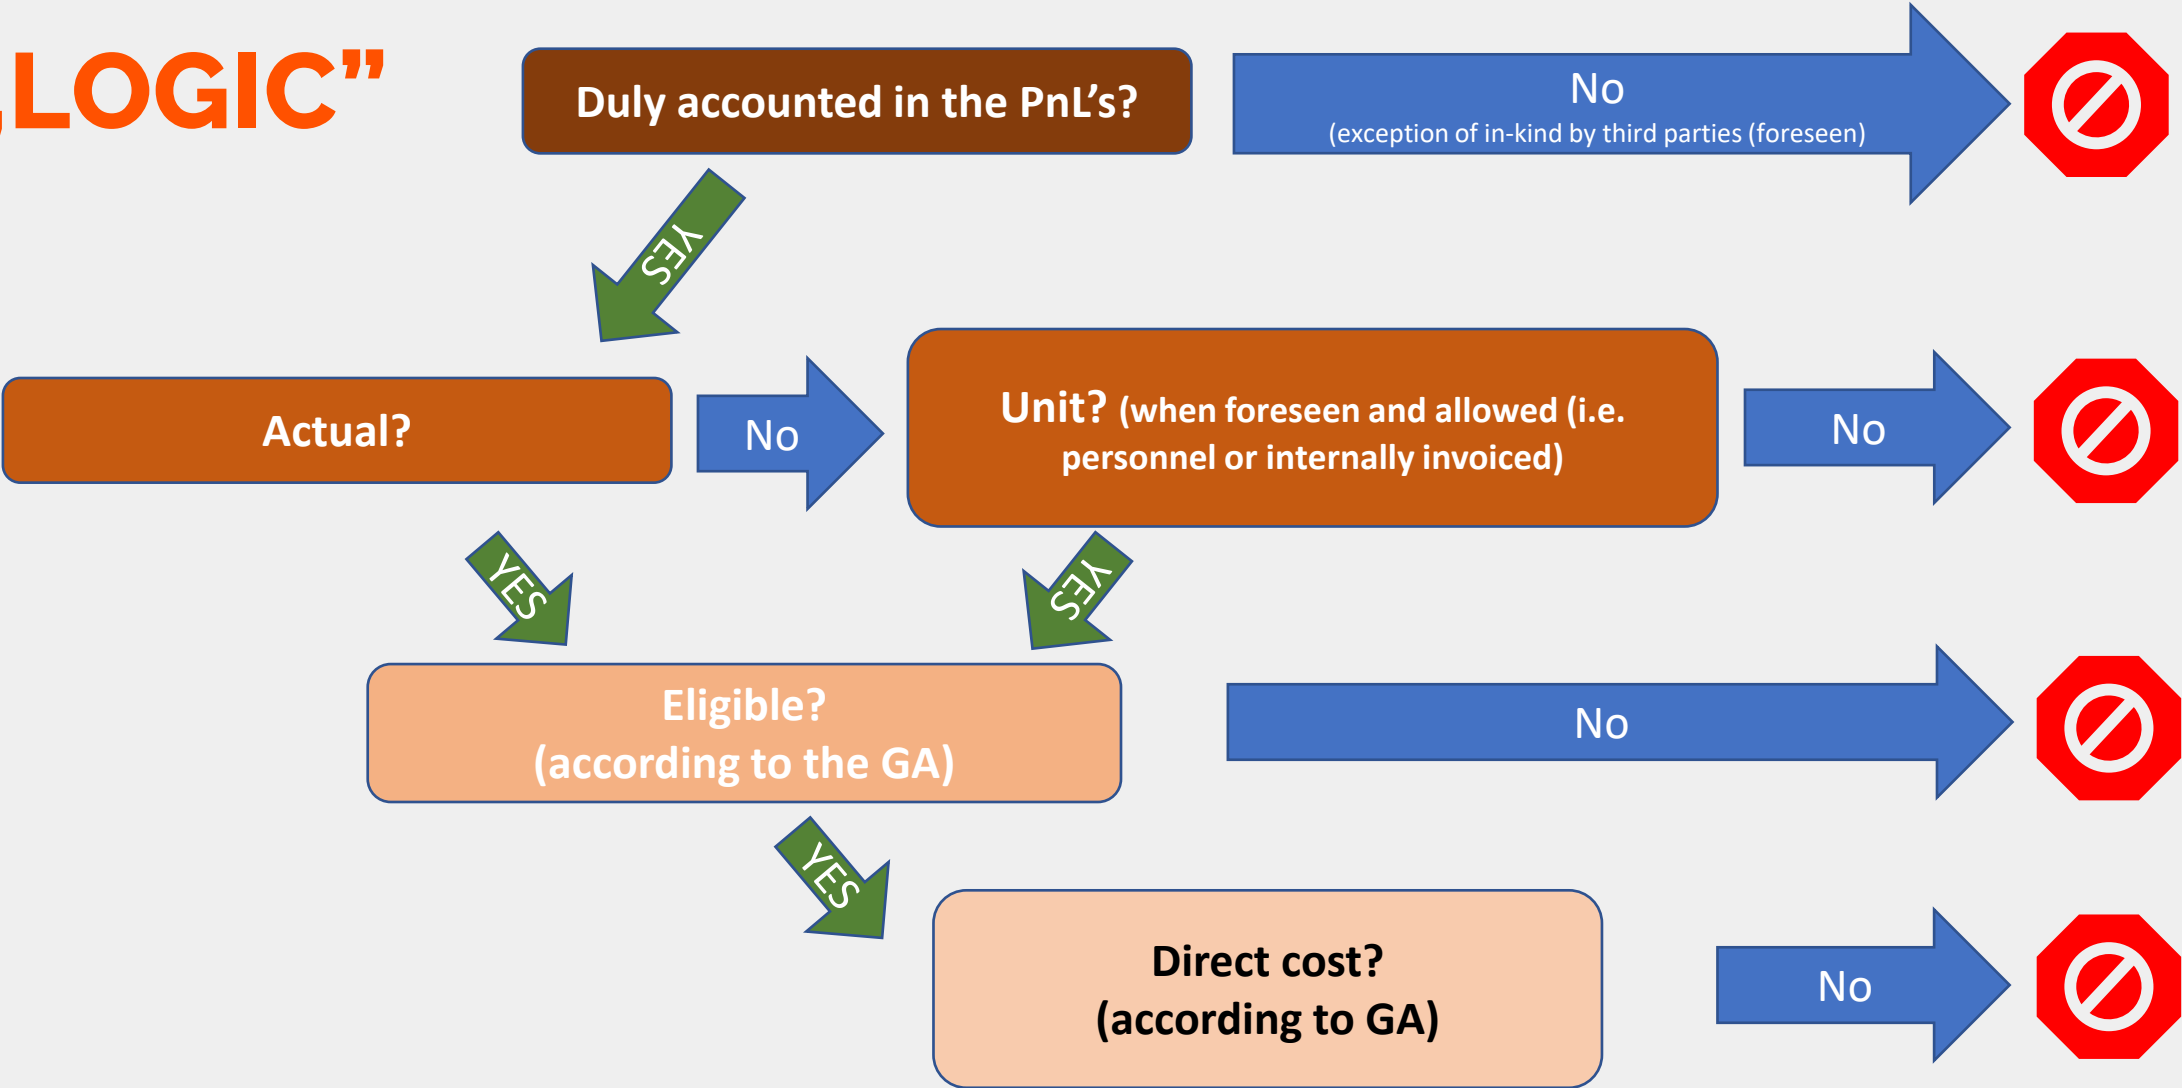 „LOGIC”
Duly accounted in the PnL’s?
No
(exception of in-kind by third parties (foreseen)
YES
Actual?
No
Unit? (when foreseen and allowed (i.e.
personnel or internally invoiced)
No
YES
YES
Eligible?
(according to the GA)
No
YES
Direct cost?
(according to GA)
No